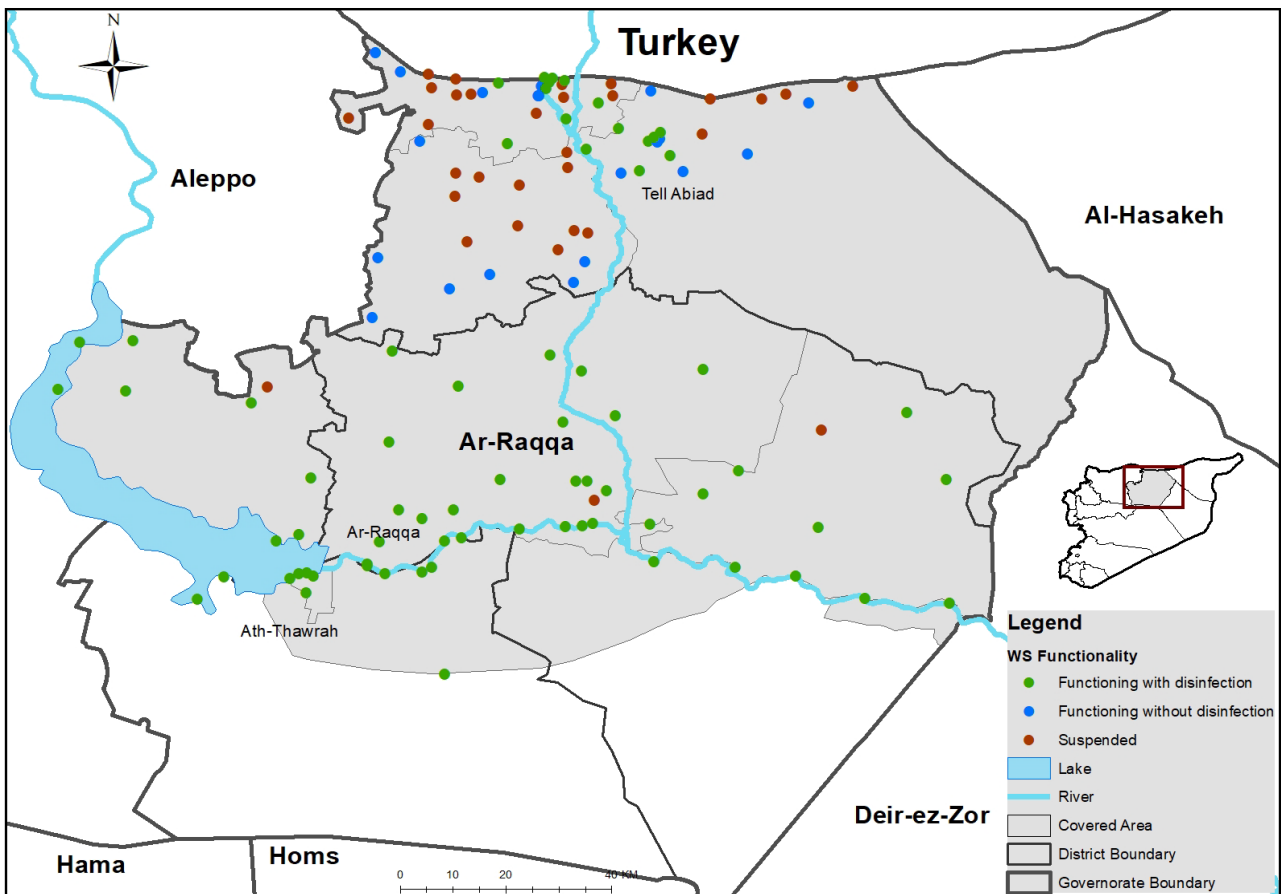 N
Turkey
Aleppo
Tell Abiad
Al-Hasakeh
Ar-Raqqa
Ar-Raqqa
Ath-Thawrah
Deir-ez-Zor
Hama
Homs
0 10 20 40 KM
Legend
WS Functionality
Functioning with disinfection
Functioning without disinfection
Suspended
Lake
River
Covered Area
District Boundary
Governorate Boundary